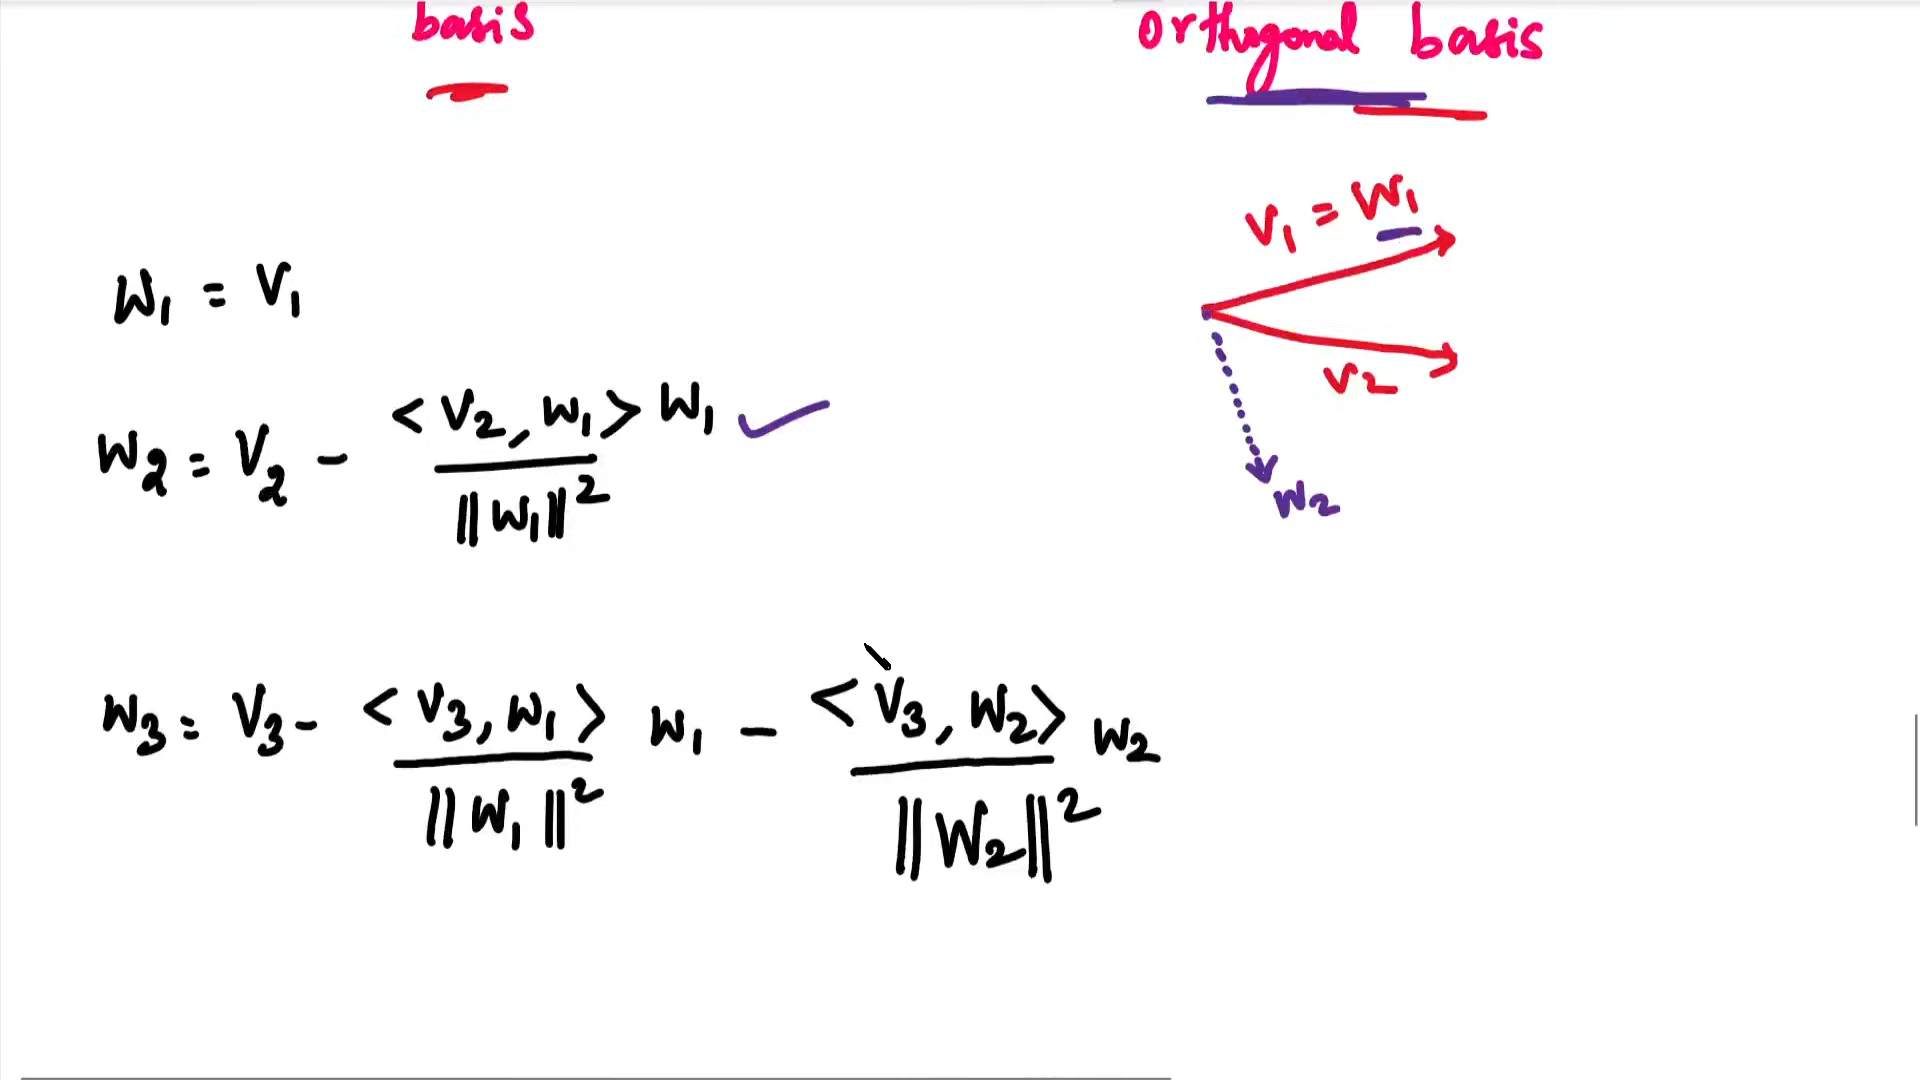 basis
orthogonal basis
V1 = W1
V2
W2
W1 = V1
W2 = V2 - <V2, W1> W1 / ||W1||²
W3 = V3 - <V3, W1> / ||W1||² W1 - <V3, W2> / ||W2||² W2